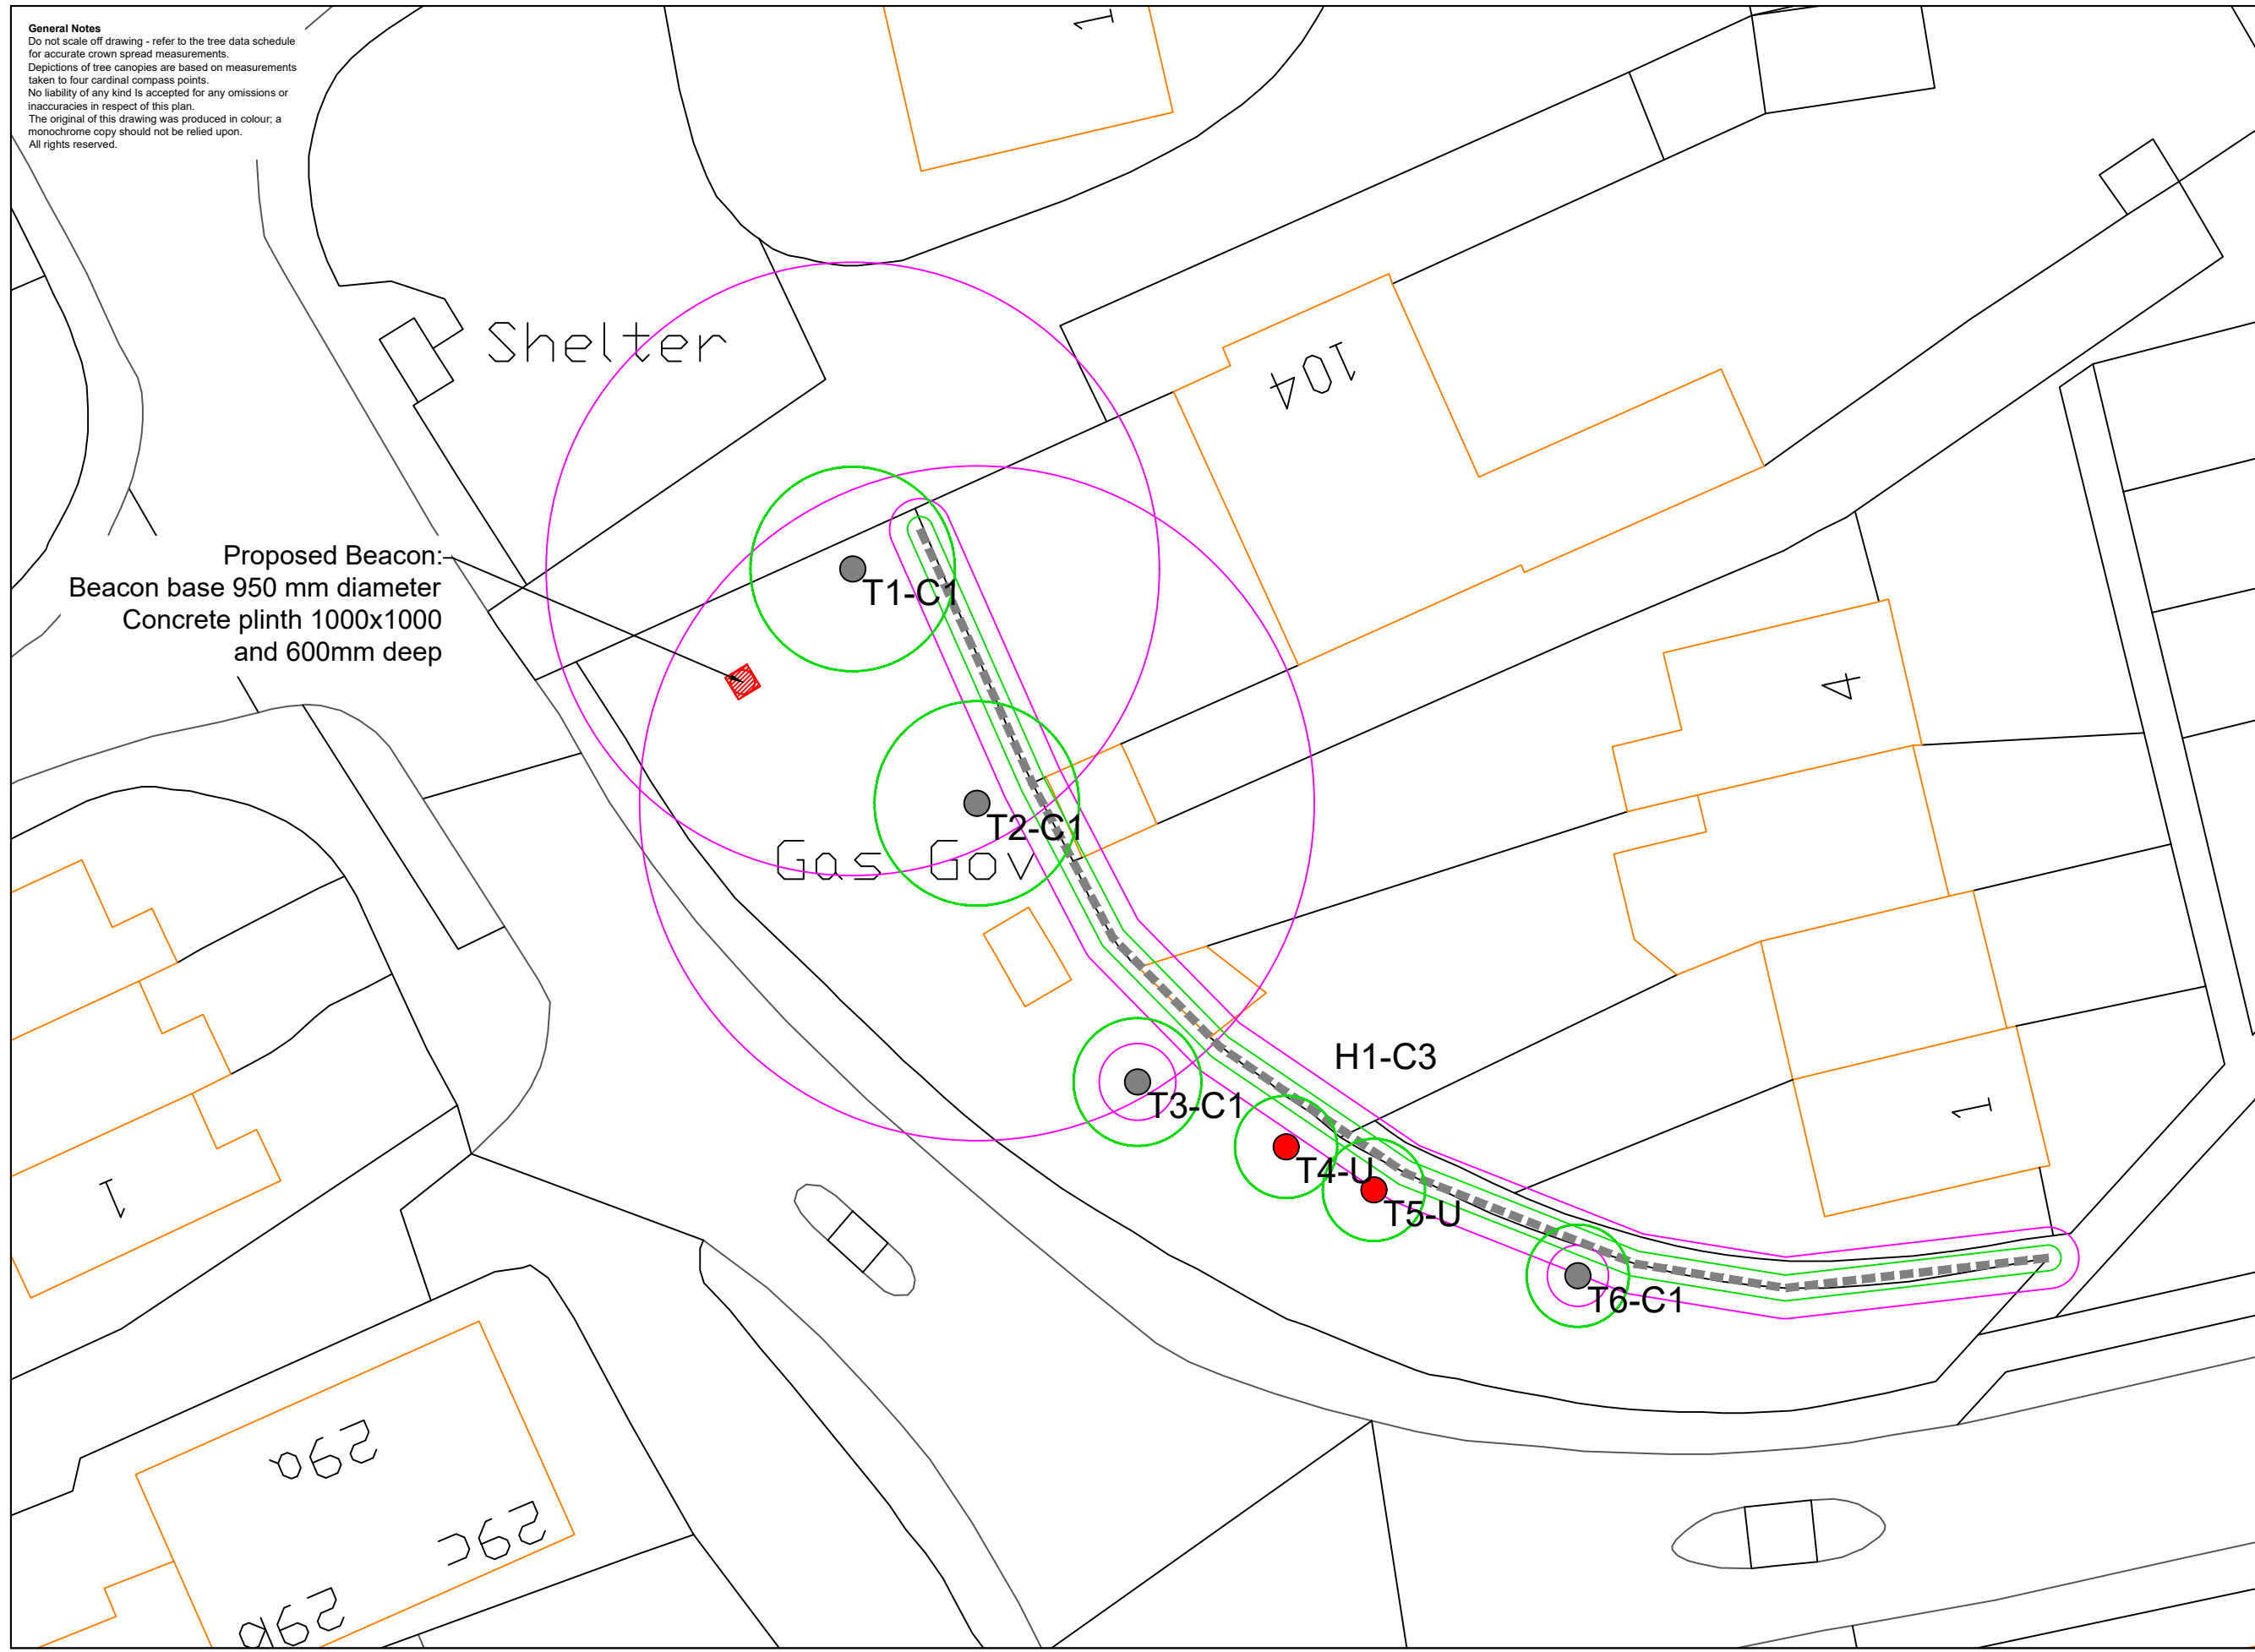 General Notes
Do not scale off drawing - refer to the tree data schedule
for accurate crown spread measurements.
Depictions of tree canopies are based on measurements
taken to four cardinal compass points.
No liability of any kind Is accepted for any omissions or
inaccuracies in respect of this plan.
The original of this drawing was produced in colour; a
monochrome copy should not be relied upon.
All rights reserved.
1
Shelter
104
Proposed Beacon:
Beacon base 950 mm diameter
Concrete plinth 1000x1000
and 600mm deep
T1-C1
4
T2-C1
Gas Gov
H1-C3
T3-C1
1
T4-U
1
T5-U
T6-C1
59a
59c
59b